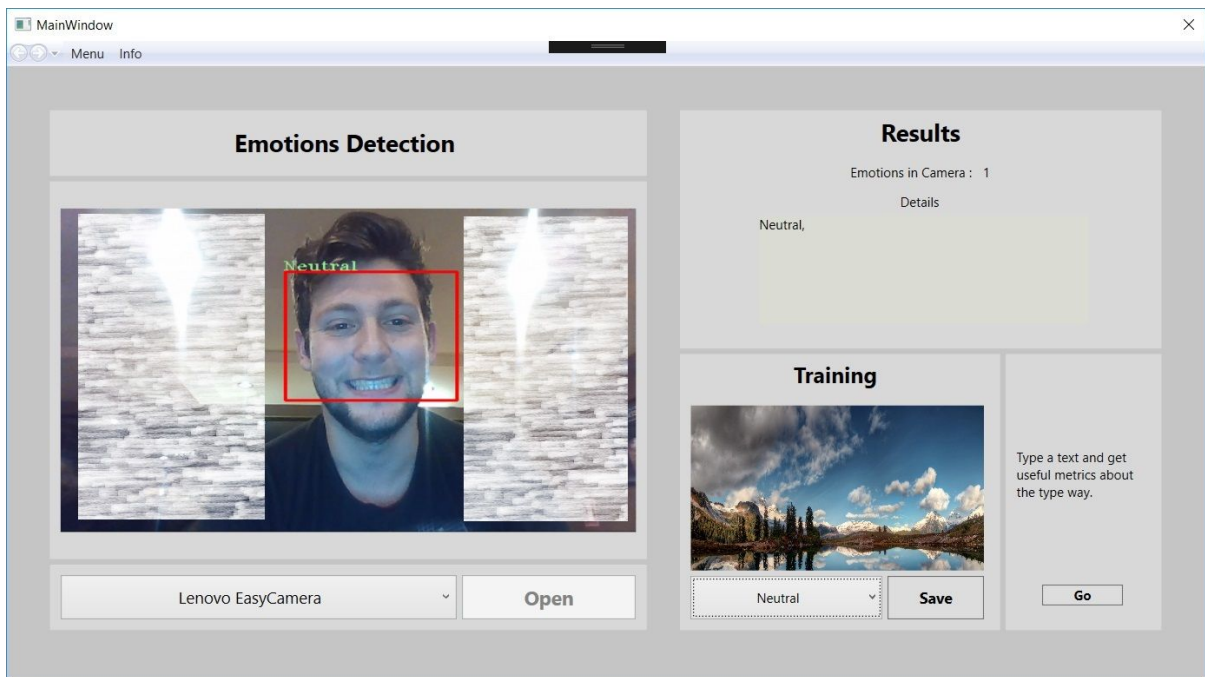 MainWindow
Menu Info
Emotions Detection
Neutral
Lenovo EasyCamera
Open
Results
Emotions in Camera : 1
Details
Neutral,
Training
Neutral
Save
Type a text and get
useful metrics about
the type way.
Go